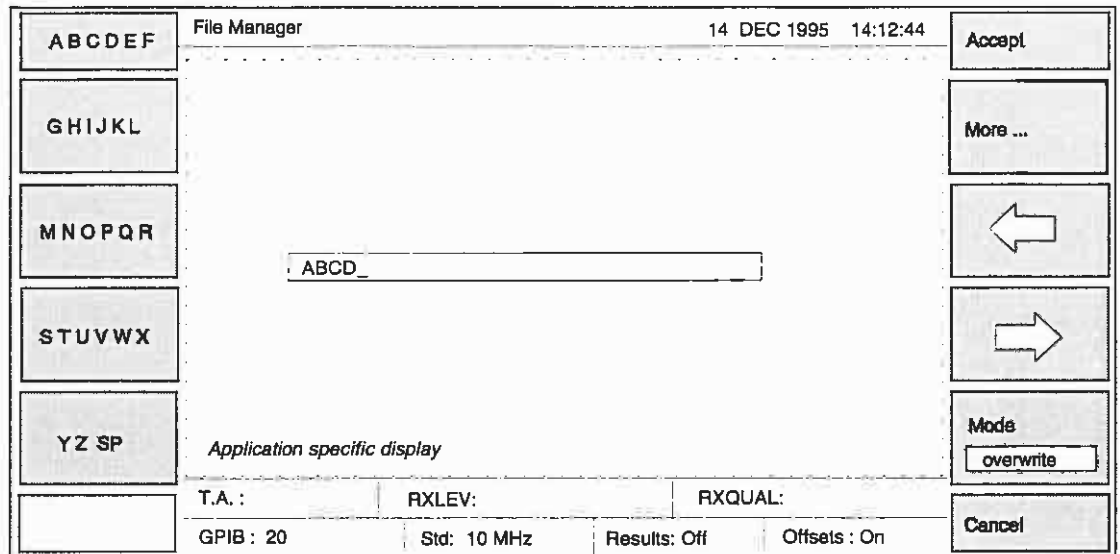 ABCDEF
File Manager
14 DEC 1995 14:12:44
Accept
GHIJKL
More ...
MNOPQR
ABCD_
STUVWX
YZ SP
Application specific display
Mode
overwrite
T.A. :
RXLEV:
RXQUAL:
GPIB : 20
Std: 10 MHz
Results: Off
Offsets : On
Cancel